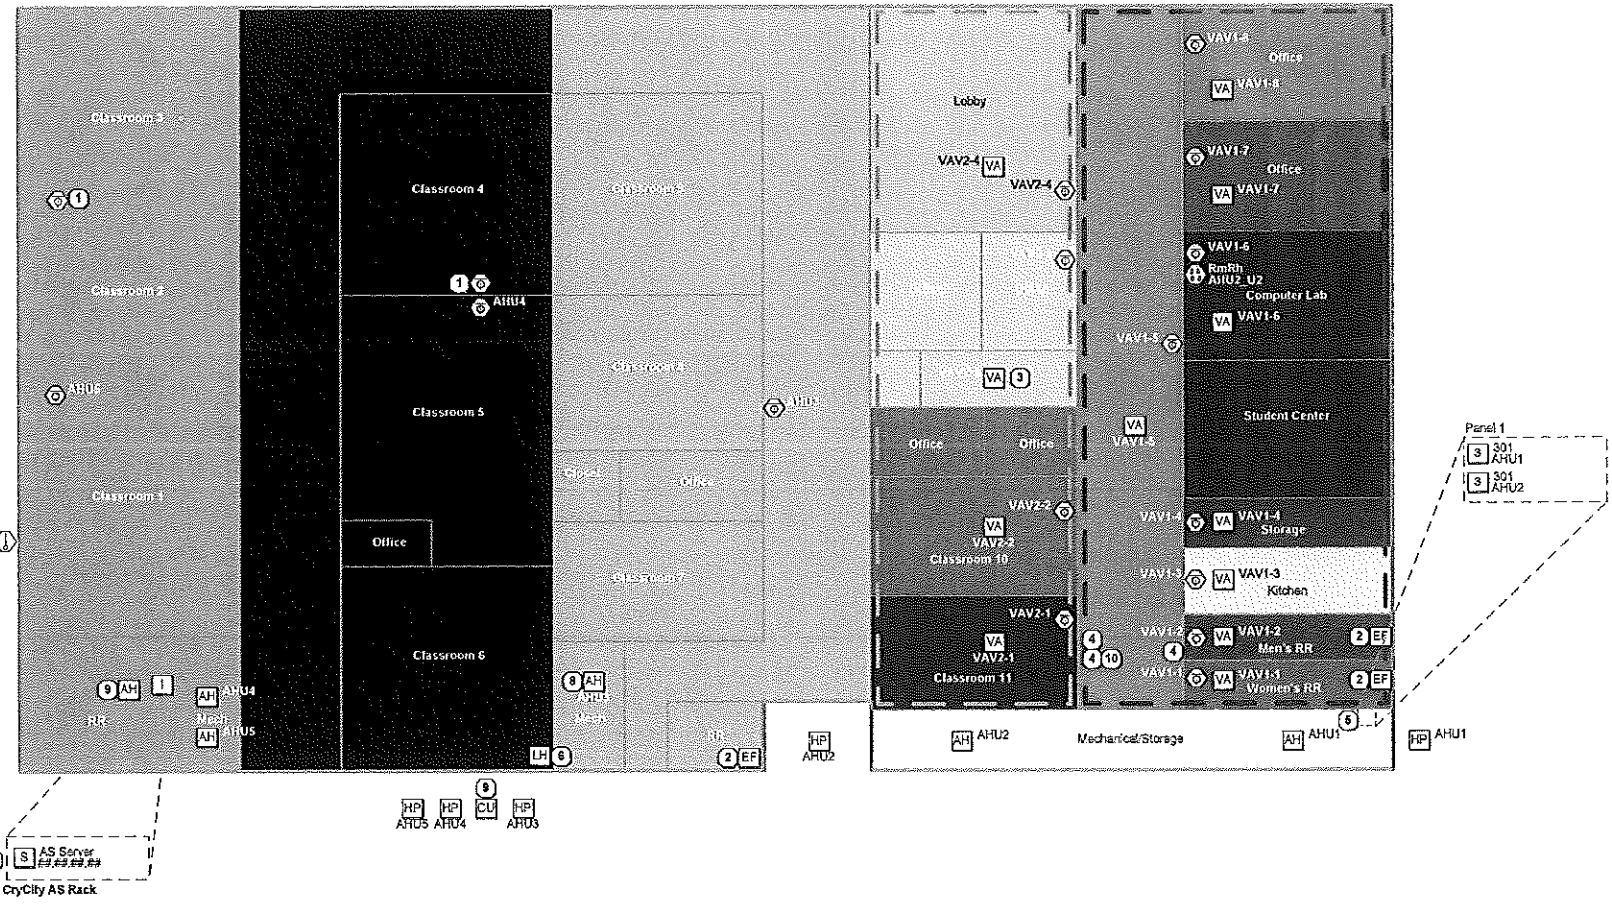 VAV1-8
Office
VAV1-8
Lobby
Classroom 3
VAV1-7
Office
VAV2-4
VA
VAV2-4
VA
VAV1-7
Classroom 4
1
VAV1-6
RmRh
AHU2_U2
Computer Lab
1
AHU4
Classroom 2
VA
VAV1-6
VAV1-5
VA
3
AHU6
Classroom 5
Student Center
VA
VAV1-5
Panel 1
3
301
AHU1
3
301
AHU2
Office
Office
Office
Classroom 1
VAV2-2
VA
VAV2-2
Classroom 10
VAV1-4
VA
VAV1-4
Storage
Office
VAV1-3
VA
VAV1-3
Kitchen
Classroom 7
VAV2-1
VA
VAV2-1
Classroom 11
4
4
10
VAV1-2
4
VA
VAV1-2
Men's RR
2
EF
VAV1-1
VA
VAV1-1
Women's RR
2
EF
Classroom 6
9
AH
AH
AHU4
RR
Mech
AH
AHU5
8
AH
Mech
RR
LH
6
2
EF
HP
AHU2
AH
AHU2
Mechanical/Storage
AH
AHU1
5
HP
AHU1
9
HP
AHU5
HP
AHU4
CU
HP
AHU3
S
AS Server
##.##.##.##
CryCity AS Rack